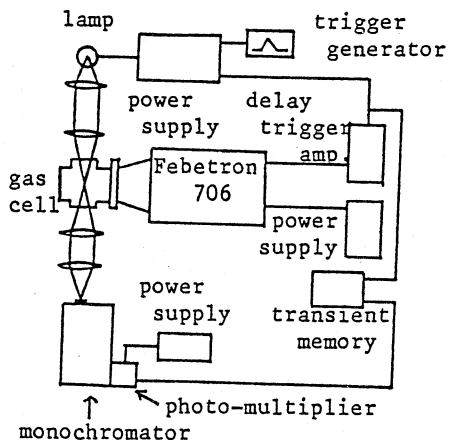 lamp
trigger
generator
power
supply
delay
trigger
amp.
gas
cell
Febetron
706
power
supply
power
supply
transient
memory
photo-multiplier
monochromator